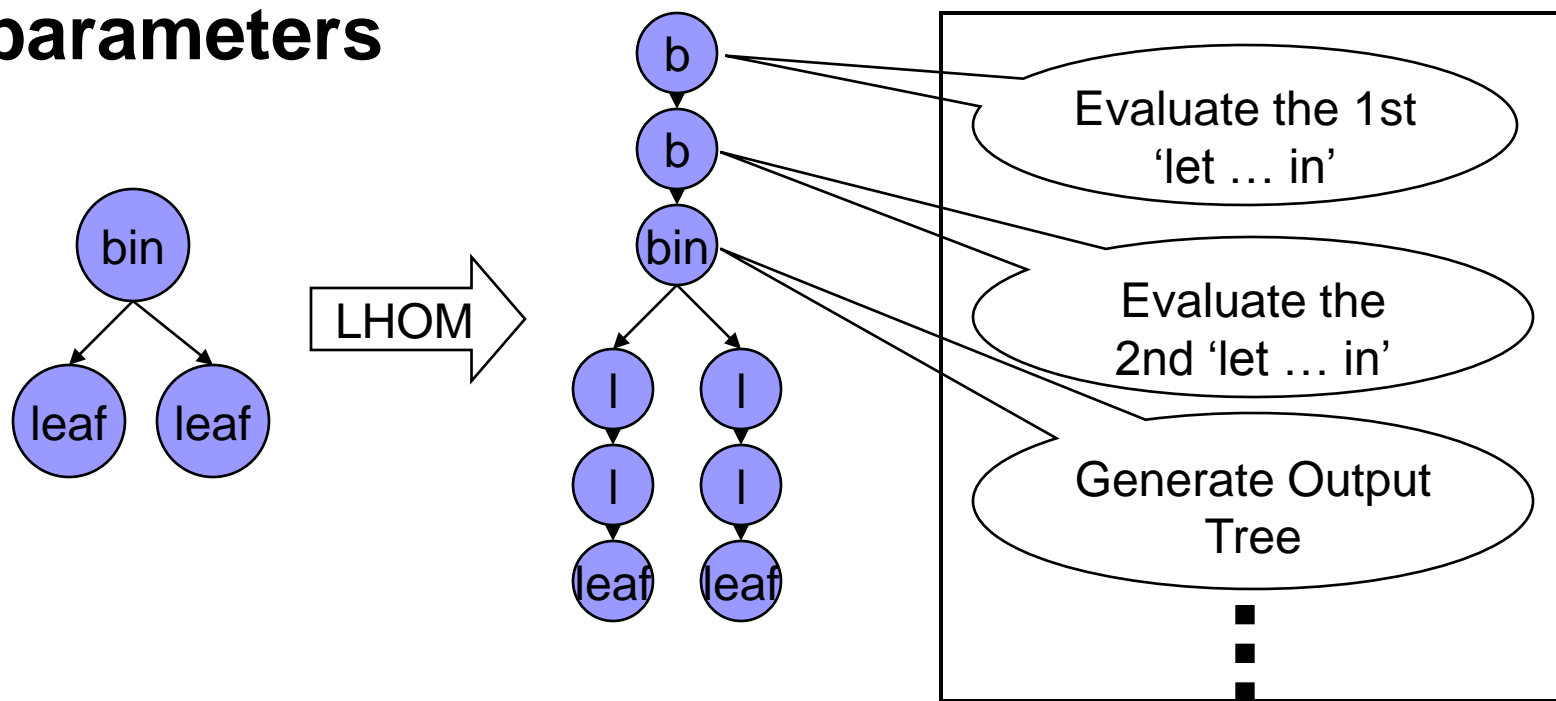 parameters
bin
leaf leaf
LHOM
b
b
bin
l l
l l
leaf leaf
Evaluate the 1st
‘let … in’
Evaluate the
2nd ‘let … in’
Generate Output
Tree